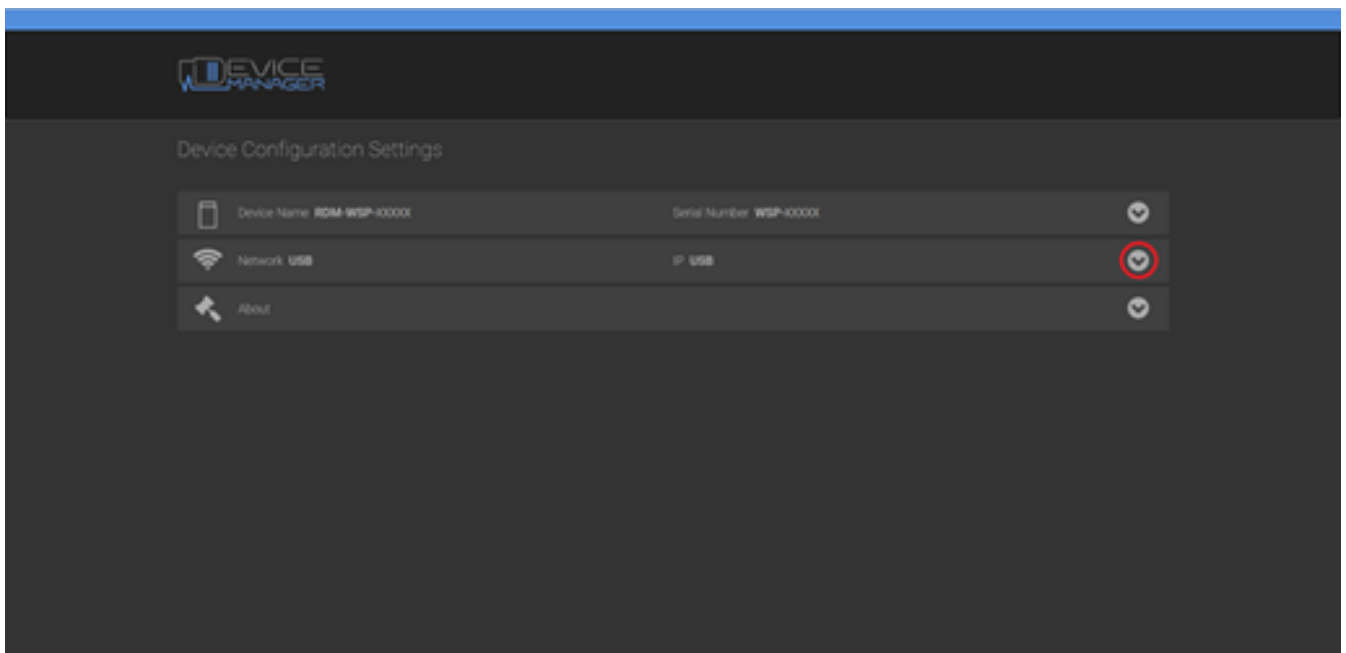 DEVICE
MANAGER
Device Configuration Settings
Device Name RDM-WSP-XXXXX Serial Number WSP-XXXXX
Network USB IP USB
About